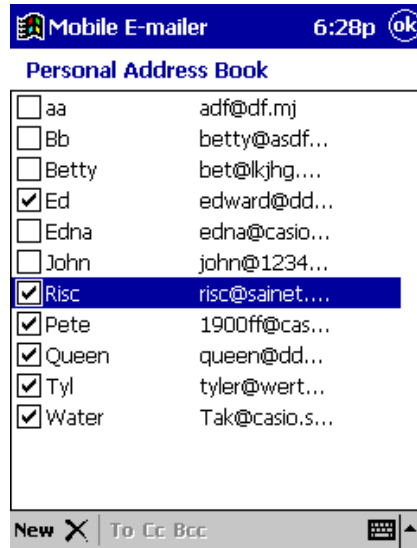 Mobile E-mailer 6:28p ok
Personal Address Book
aa adf@df.mj
Bb betty@asdf...
Betty bet@lkjhg....
Ed edward@dd...
Edna edna@casio...
John john@1234...
Risc risc@sainet....
Pete 1900ff@cas...
Queen queen@dd...
Tyl tyler@wert...
Water Tak@casio.s...
New To Cc Bcc